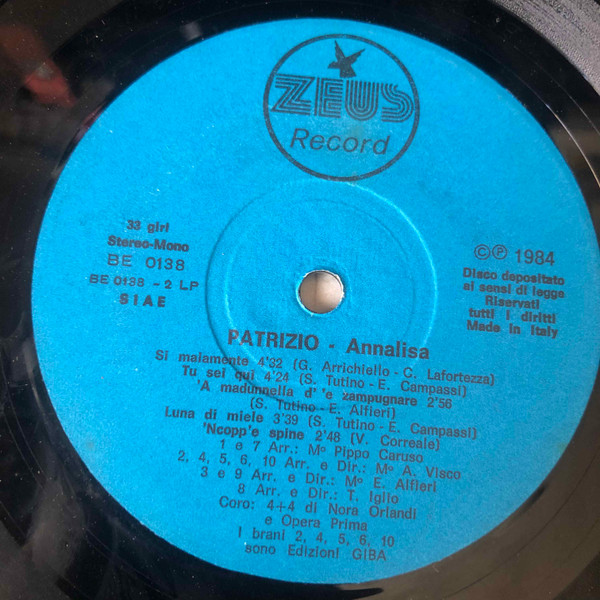 ZEUS
Record
33 giri
Stereo-Mono
BE 0138
BE 0138 - 2 LP
SIAE
©℗ 1984
Disco depositato
ai sensi di legge
Riservati
tutti i diritti
Made in Italy
PATRIZIO - Annalisa
Si maiamente 4'32 (G. Arrichiello - C. Lafortezza)
Tu sei qui 4'24 (S. Tutino - E. Campassi)
'A madunnella d' 'e zampugnare 2'56
(S. Tutino - E. Alfieri)
Luna di miele 3'39 (S. Tutino - E. Campassi)
'Ncopp'e spine 2'48 (V. Correale)
1 e 7 Arr.: Mº Pippo Caruso
2, 4, 5, 6, 10 Arr. e Dir.: Mº A. Visco
3 e 9 Arr. e Dir.: Mº E. Alfieri
8 Arr. e Dir.: T. Iglio
Coro: 4+4 di Nora Orlandi
e Opera Prima
I brani 2, 4, 5, 6, 10
sono Edizioni GIBA